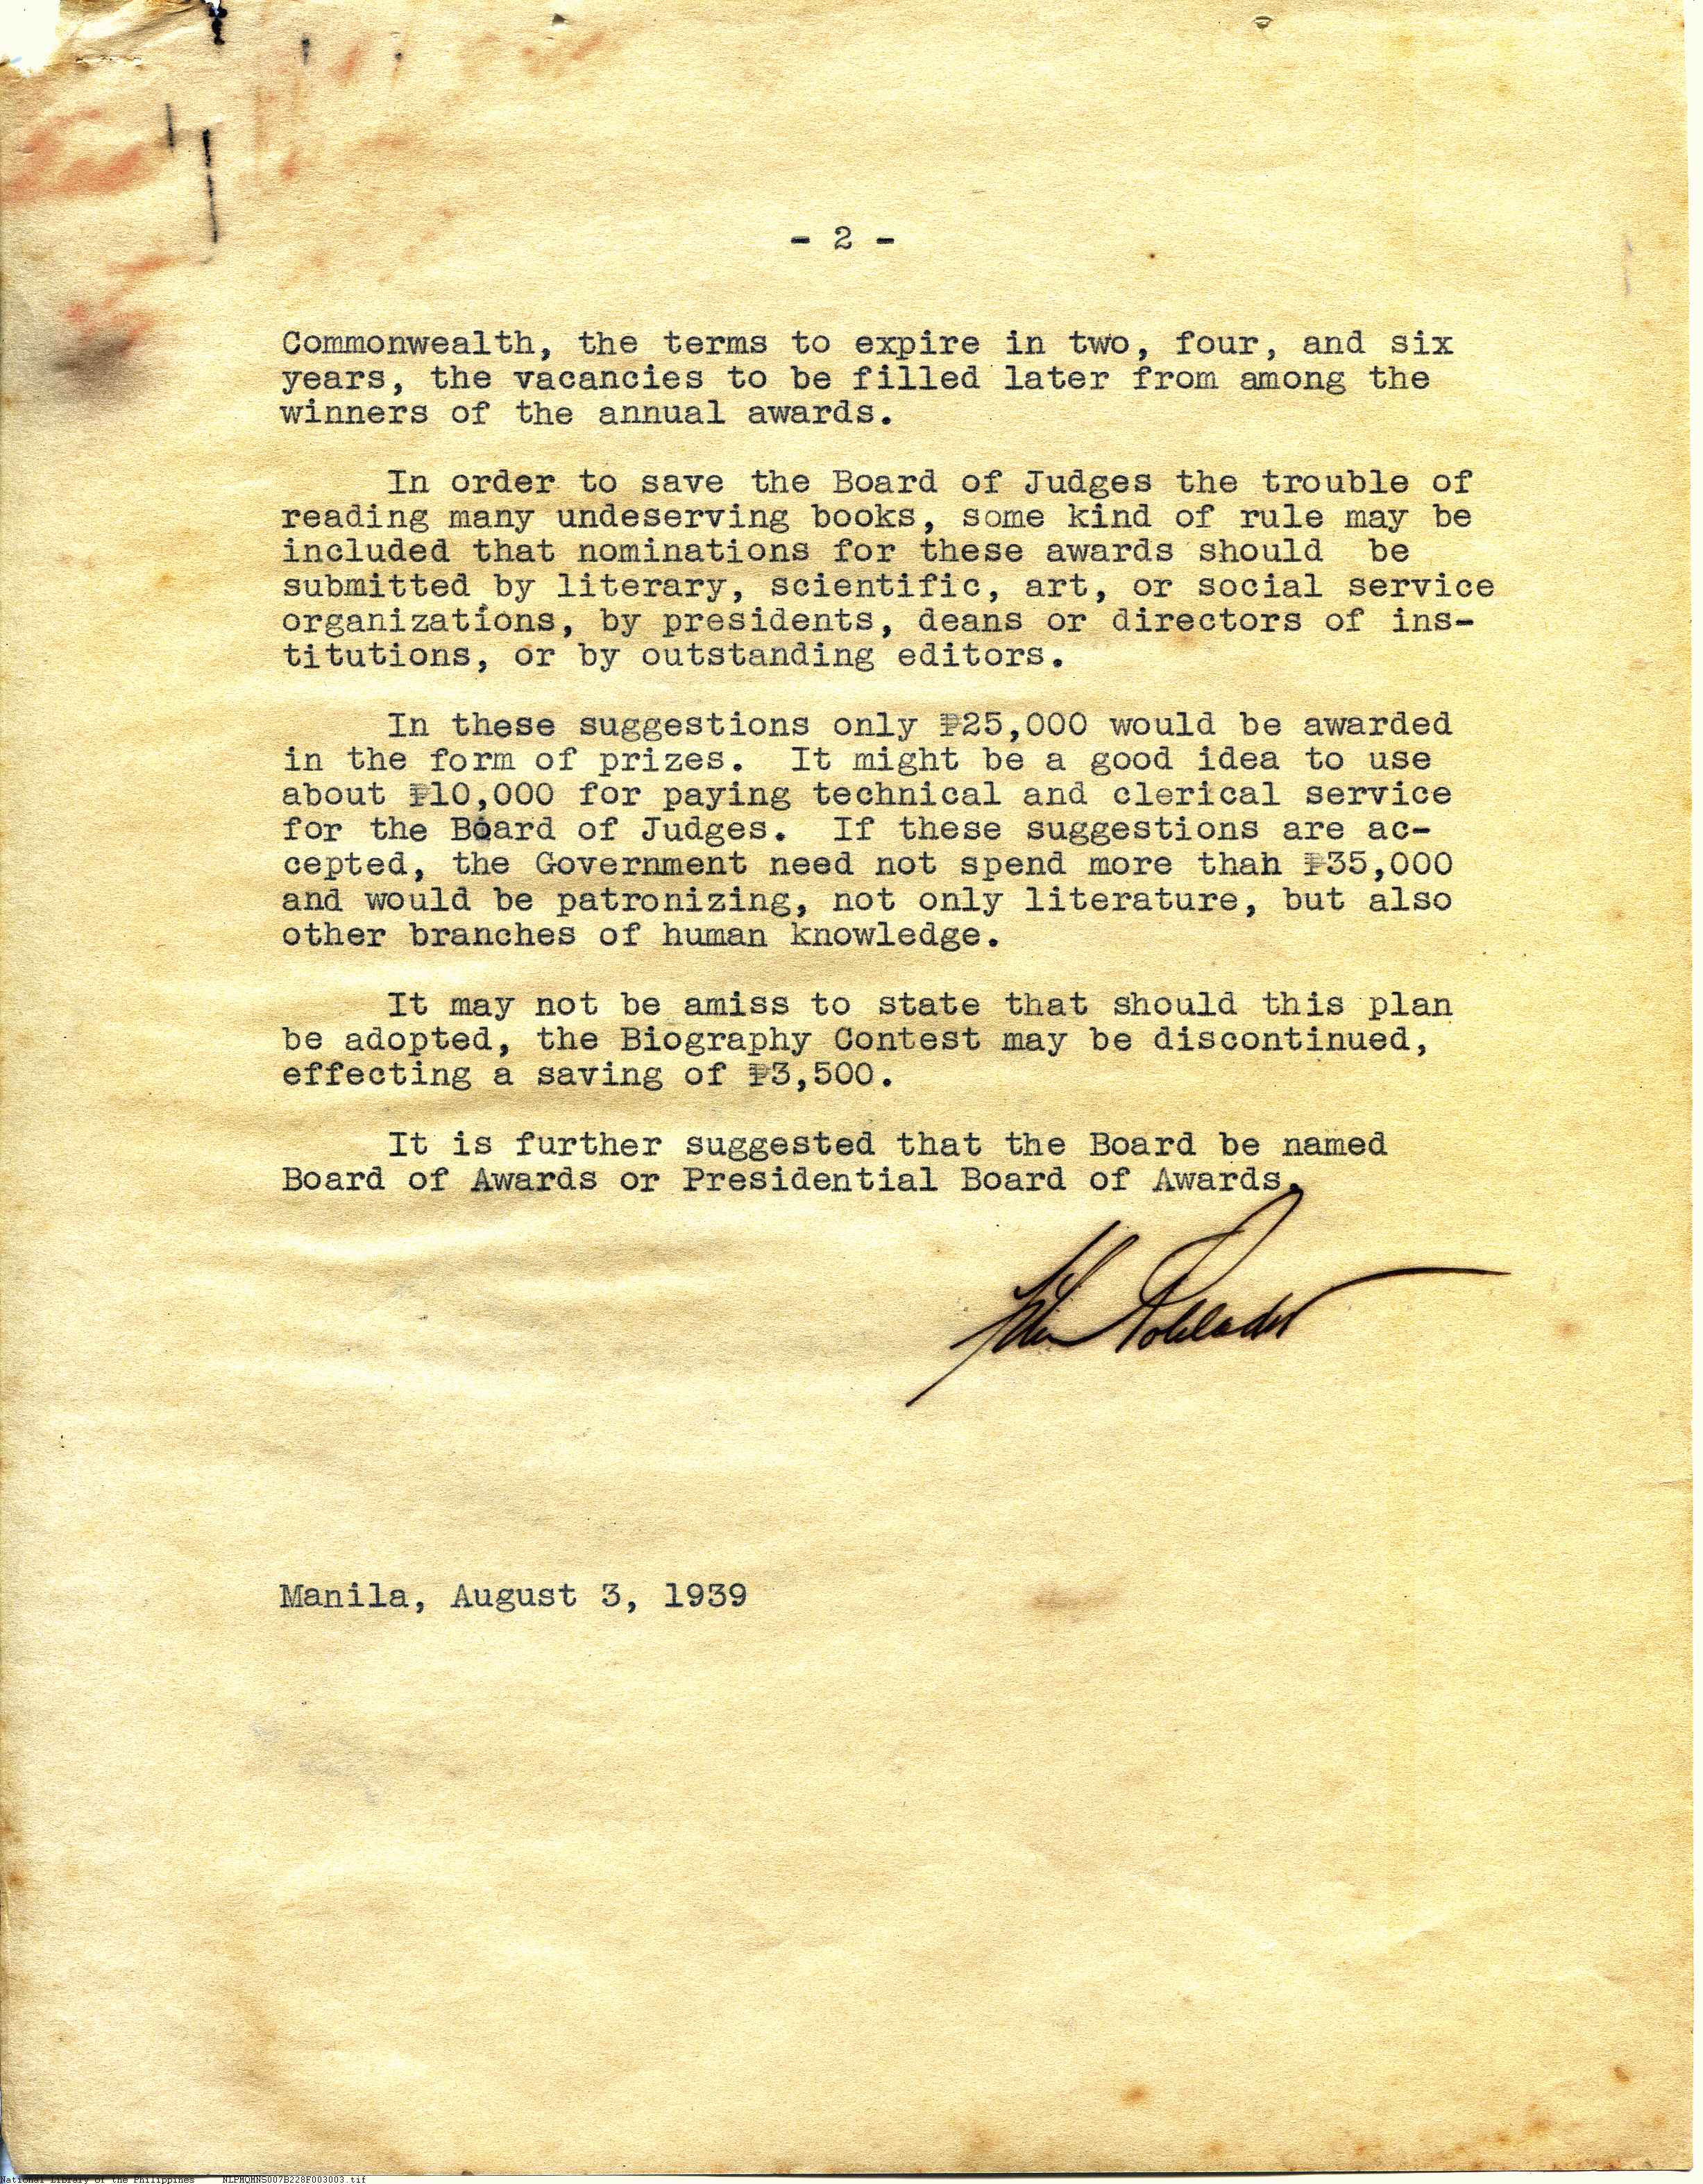 - 2 -
Commonwealth, the terms to expire in two, four, and six
years, the vacancies to be filled later from among the
winners of the annual awards.
In order to save the Board of Judges the trouble of
reading many undeserving books, some kind of rule may be
included that nominations for these awards should be
submitted by literary, scientific, art, or social service
organizations, by presidents, deans or directors of ins-
titutions, or by outstanding editors.
In these suggestions only ₱25,000 would be awarded
in the form of prizes. It might be a good idea to use
about ₱10,000 for paying technical and clerical service
for the Board of Judges. If these suggestions are ac-
cepted, the Government need not spend more than ₱35,000
and would be patronizing, not only literature, but also
other branches of human knowledge.
It may not be amiss to state that should this plan
be adopted, the Biography Contest may be discontinued,
effecting a saving of ₱3,500.
It is further suggested that the Board be named
Board of Awards or Presidential Board of Awards.
Manila, August 3, 1939
National Library of the Philippines NLPMQHNS007B228F003003.tif